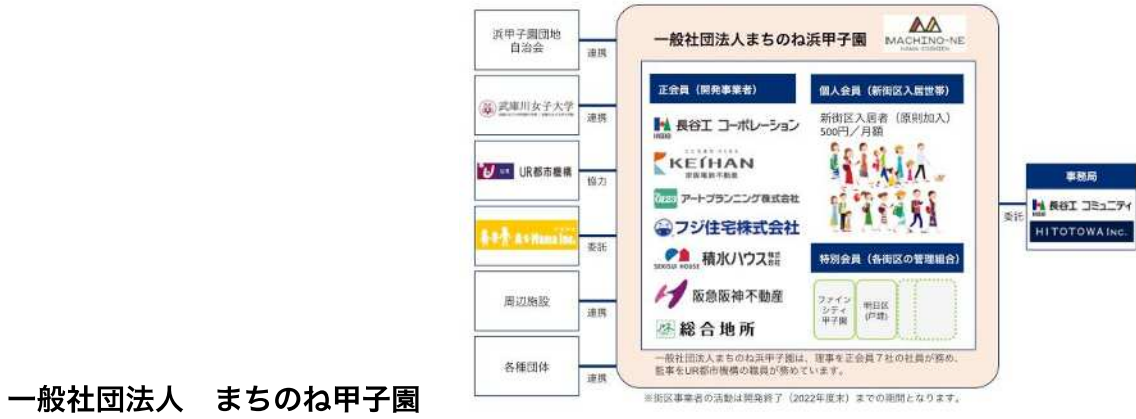 浜甲子園団地
自治会
連携
武庫川女子大学
連携
UR都市機構
協力
委託
周辺施設
連携
各種団体
連携
一般社団法人まちのね浜甲子園
MACHINO-NE
正会員（開発事業者）
長谷工 コーポレーション
KEIHAN
京阪電鉄不動産
アートプランニング株式会社
フジ住宅株式会社
SEKISUI HOUSE 積水ハウス株式会社
阪急阪神不動産
総合地所
個人会員（新街区入居世帯）
新街区入居者（原則加入）
500円／月額
特別会員（各街区の管理組合）
ファイン
シティ
甲子園
明日区
(戸建)
一般社団法人まちのね浜甲子園は、理事を正会員７社の社員が務め、
監事をUR都市機構の職員が務めています。
※街区事業者の活動は開発終了（2022年度末）までの期間となります。
委託
事務局
長谷工 コミュニティ
HITOTOWA INC.
一般社団法人　まちのね甲子園